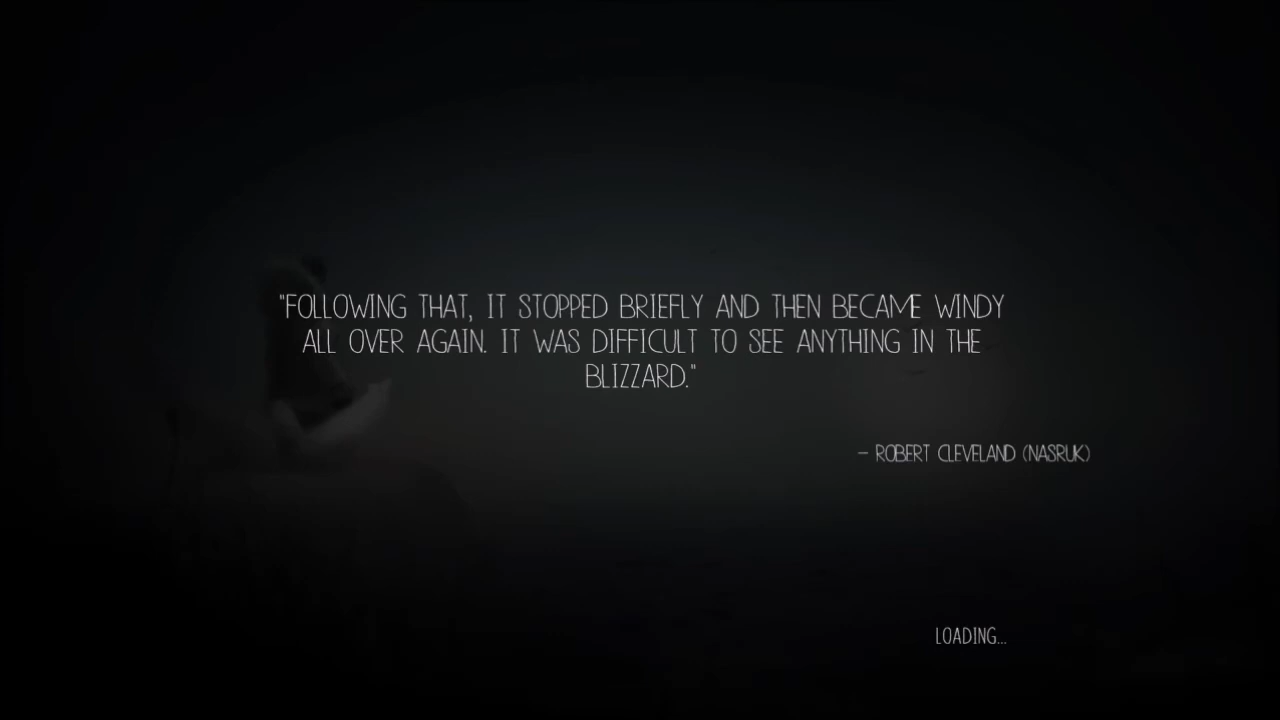 "FOLLOWING THAT, IT STOPPED BRIEFLY AND THEN BECAME WINDY
ALL OVER AGAIN. IT WAS DIFFICULT TO SEE ANYTHING IN THE
BLIZZARD."
– ROBERT CLEVELAND (NASRUK)
LOADING...